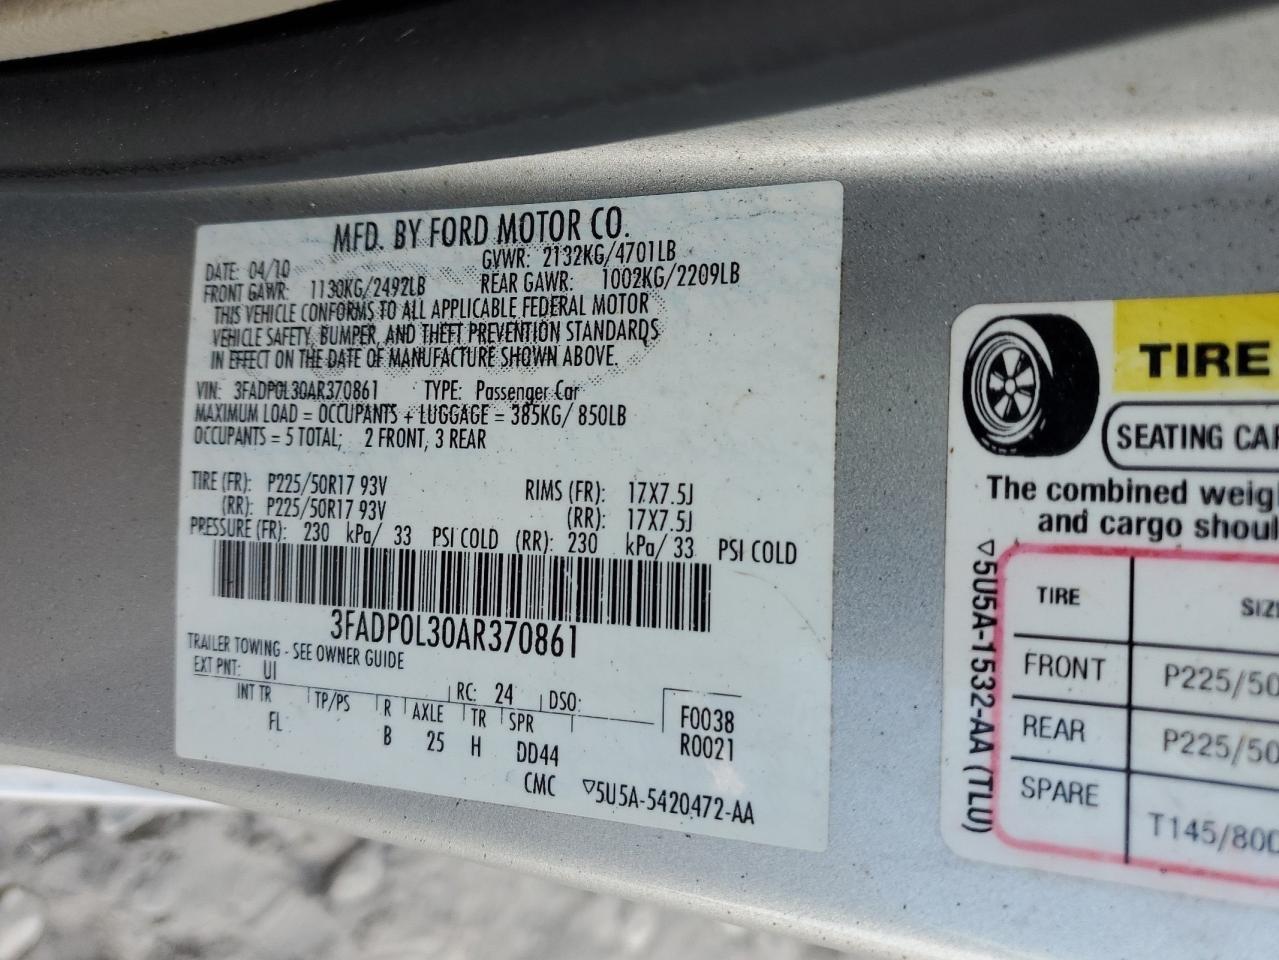 MFD. BY FORD MOTOR CO.
DATE: 04/10 GVWR: 2132KG/4701LB
FRONT GAWR: 1130KG/2492LB REAR GAWR: 1002KG/2209LB
THIS VEHICLE CONFORMS TO ALL APPLICABLE FEDERAL MOTOR
VEHICLE SAFETY, BUMPER, AND THEFT PREVENTION STANDARDS
IN EFFECT ON THE DATE OF MANUFACTURE SHOWN ABOVE.
VIN: 3FADP0L30AR370861 TYPE: Passenger Car
MAXIMUM LOAD = OCCUPANTS + LUGGAGE = 385KG/ 850LB
OCCUPANTS = 5 TOTAL; 2 FRONT, 3 REAR
TIRE (FR): P225/50R17 93V RIMS (FR): 17X7.5J
(RR): P225/50R17 93V (RR): 17X7.5J
PRESSURE (FR): 230 kPa/ 33 PSI COLD (RR): 230 kPa/ 33 PSI COLD
3FADP0L30AR370861
TRAILER TOWING - SEE OWNER GUIDE
EXT PNT: UI RC: 24 DSO:
INT TR TP/PS R AXLE TR SPR F0038
FL B 25 H DD44 R0021
CMC ▽5U5A-5420472-AA
TIRE
SEATING CA
The combined weig
and cargo shoul
▽5U5A-1532-AA (TLU)
TIRE SIZ
FRONT P225/50
REAR P225/50
SPARE T145/80D